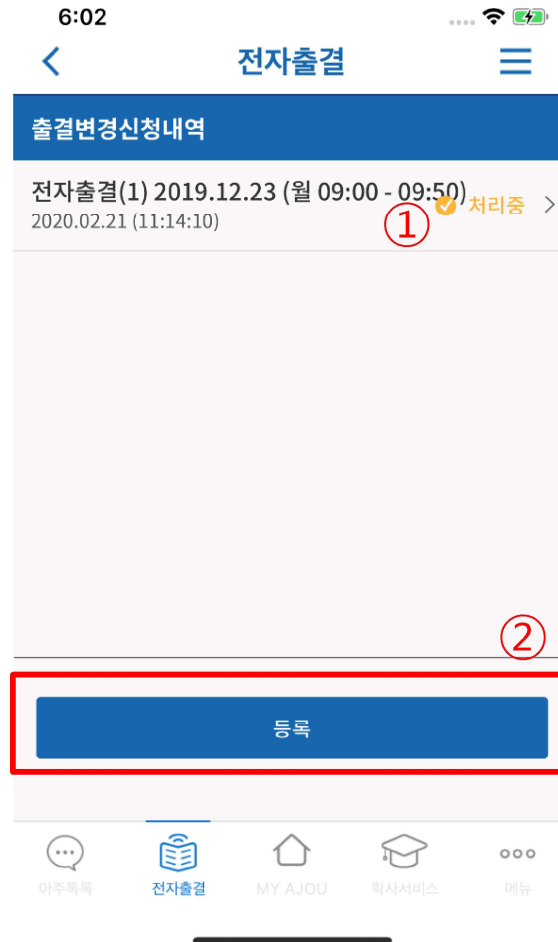 6:02
전자출결
출결변경신청내역
전자출결(1) 2019.12.23 (월 09:00 - 09:50)
2020.02.21 (11:14:10)
① 처리중
②
등록
아주톡톡 전자출결 MY AJOU 학사서비스 메뉴